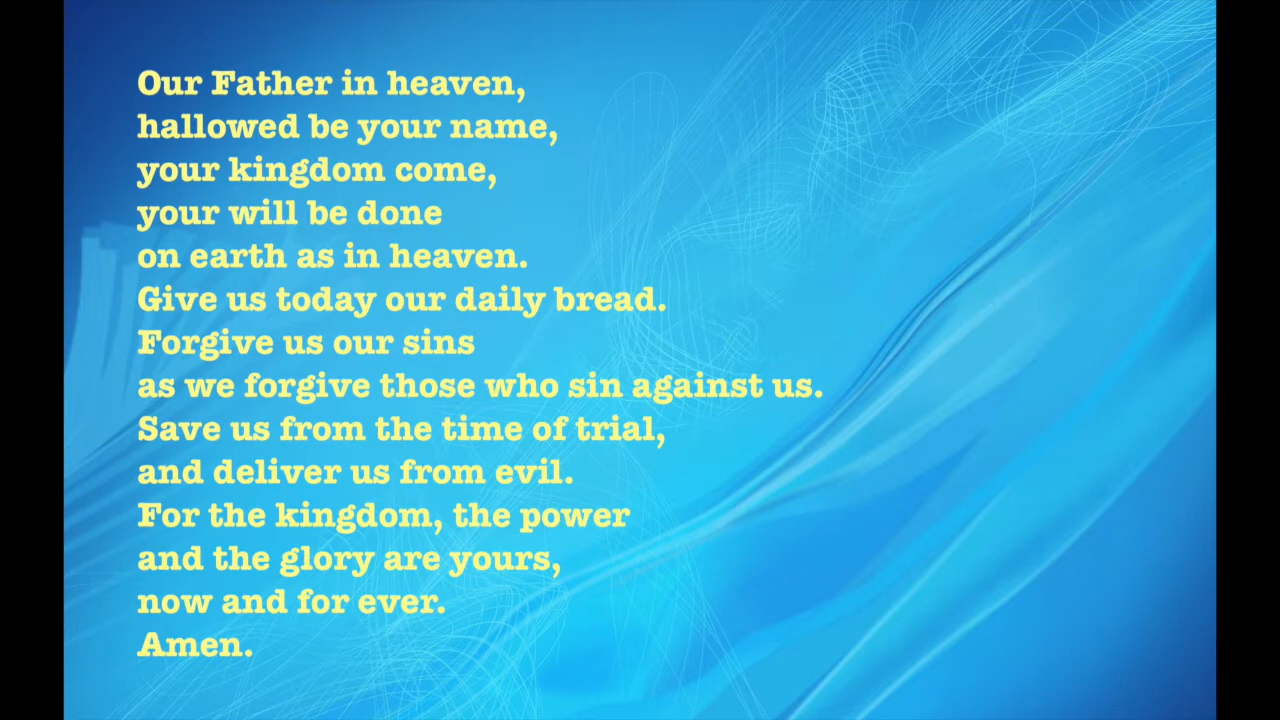 Our Father in heaven,
hallowed be your name,
your kingdom come,
your will be done
on earth as in heaven.
Give us today our daily bread.
Forgive us our sins
as we forgive those who sin against us.
Save us from the time of trial,
and deliver us from evil.
For the kingdom, the power
and the glory are yours,
now and for ever.
Amen.